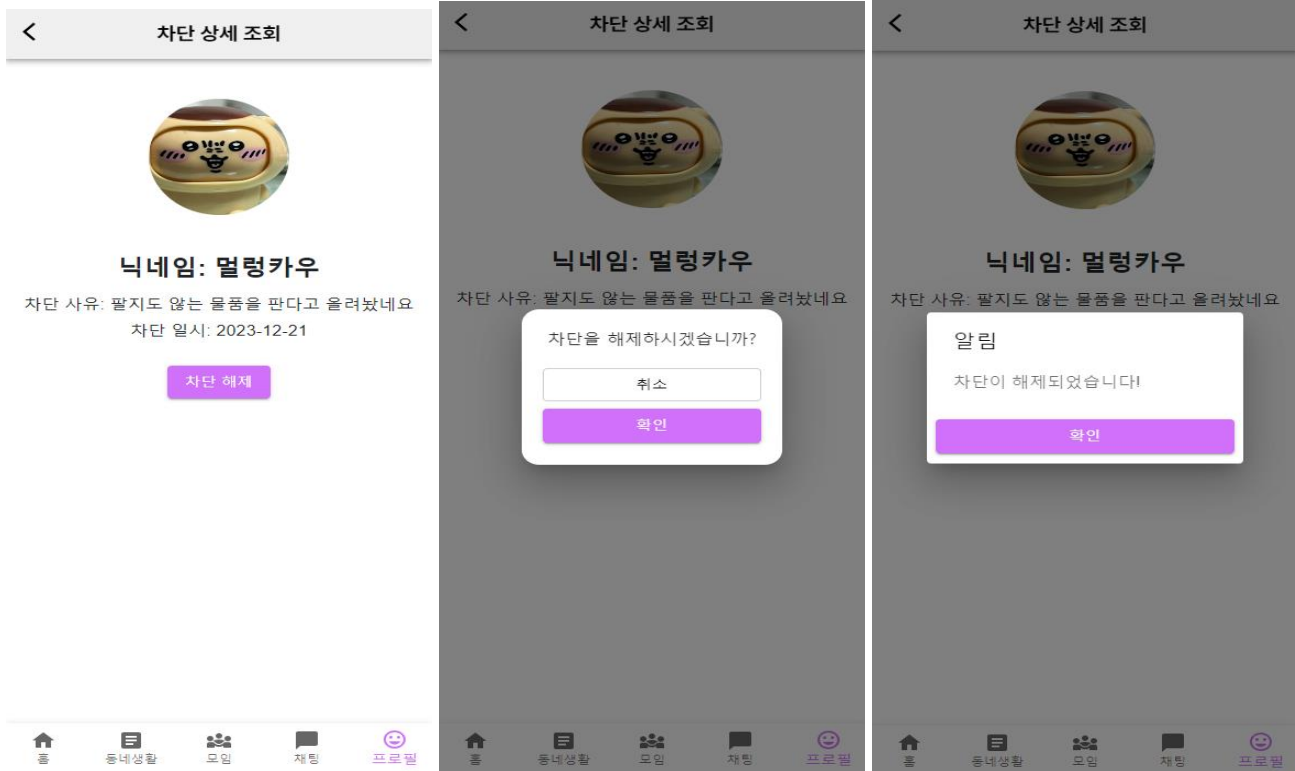 차단 상세 조회
닉네임: 멀렁카우
차단 사유: 팔지도 않는 물품을 판다고 올려놨네요
차단 일시: 2023-12-21
차단 해제
홈
동네생활
모임
채팅
프로필
차단 상세 조회
닉네임: 멀렁카우
차단 사유: 팔지도 않는 물품을 판다고 올려놨네요
차단을 해제하시겠습니까?
취소
확인
홈
동네생활
모임
채팅
프로필
차단 상세 조회
닉네임: 멀렁카우
차단 사유: 팔지도 않는 물품을 판다고 올려놨네요
알림
차단이 해제되었습니다!
확인
홈
동네생활
모임
채팅
프로필